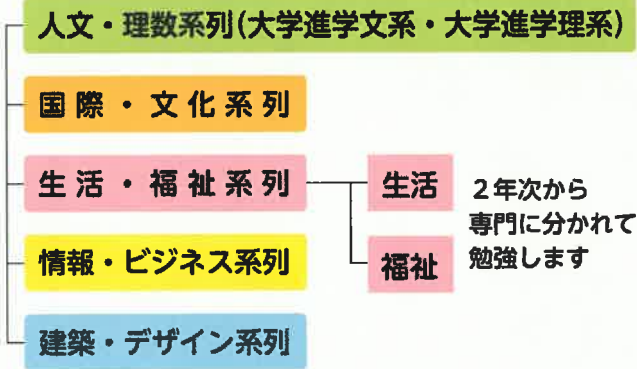 人文・理数系列(大学進学文系・大学進学理系)
国際・文化系列
生活・福祉系列
生活
福祉
2年次から
専門に分かれて
勉強します
情報・ビジネス系列
建築・デザイン系列